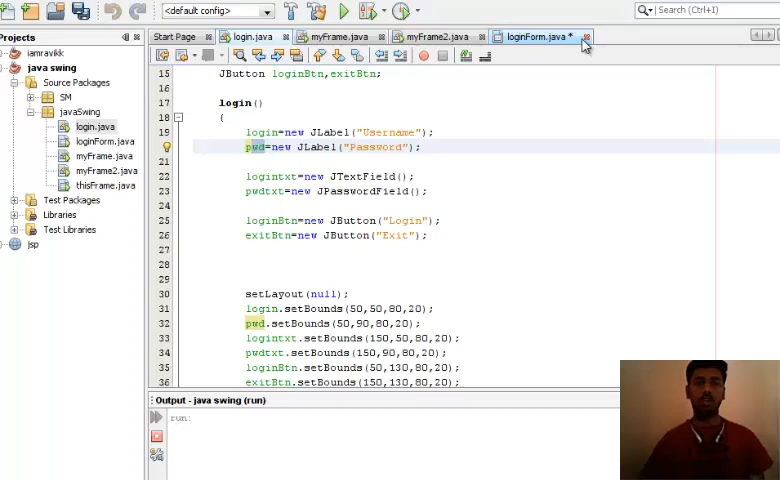 <default config>
Search (Ctrl+I)
Projects
iamravikk
java swing
Source Packages
SM
javaSwing
login.java
loginForm.java
myFrame.java
myFrame2.java
thisFrame.java
Test Packages
Libraries
Test Libraries
jsp
Start Page
login.java
myFrame.java
myFrame2.java
loginForm.java *
15 JButton loginBtn,exitBtn;
16
17 login()
18 {
19 login=new JLabel("Username");
pwd=new JLabel("Password");
21
22 logintxt=new JTextField();
23 pwdtxt=new JPasswordField();
24
25 loginBtn=new JButton("Login");
26 exitBtn=new JButton("Exit");
27
28
29
30 setLayout(null);
31 login.setBounds(50,50,80,20);
32 pwd.setBounds(50,90,80,20);
33 logintxt.setBounds(150,50,80,20);
34 pwdtxt.setBounds(150,90,80,20);
35 loginBtn.setBounds(50,130,80,20);
36 exitBtn.setBounds(150,130,80,20);
Output - java swing (run)
run: